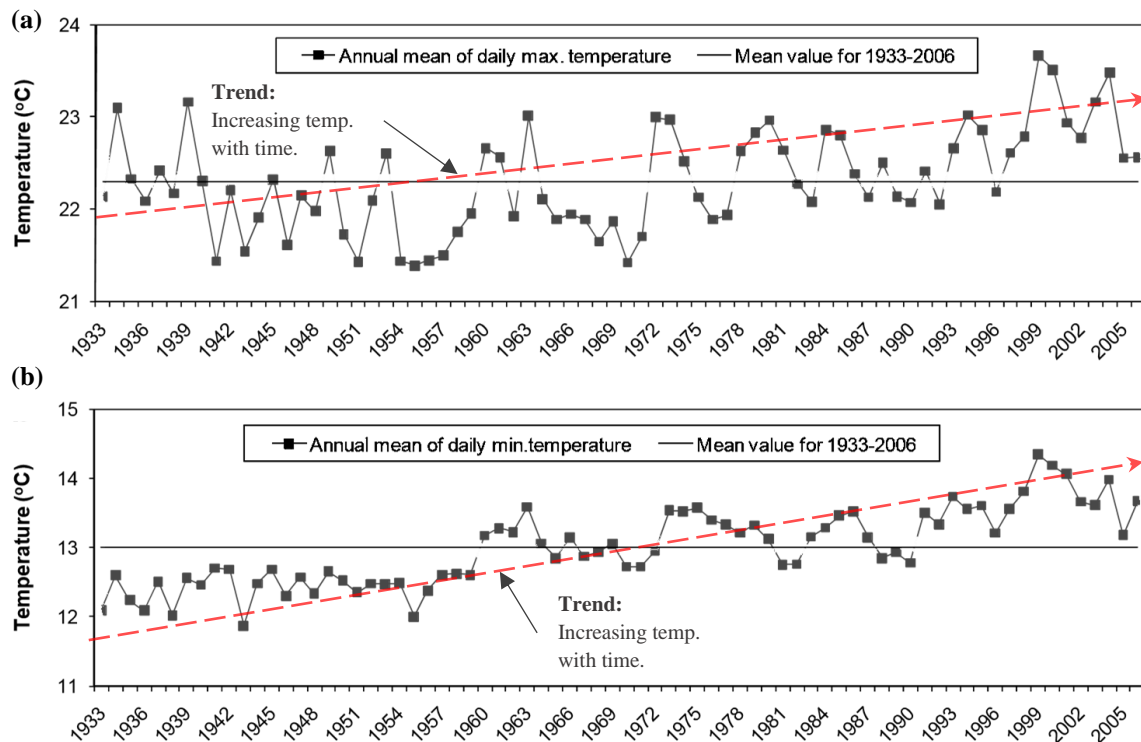 (a)
24
23
22
21
Temperature (°C)
Annual mean of daily max. temperature
Mean value for 1933-2006
Trend:
Increasing temp.
with time.
1933 1936 1939 1942 1945 1948 1951 1954 1957 1960 1963 1966 1969 1972 1975 1978 1981 1984 1987 1990 1993 1996 1999 2002 2005
(b)
15
14
13
12
11
Temperature (°C)
Annual mean of daily min.temperature
Mean value for 1933-2006
Trend:
Increasing temp.
with time.
1933 1936 1939 1942 1945 1948 1951 1954 1957 1960 1963 1966 1969 1972 1975 1978 1981 1984 1987 1990 1993 1996 1999 2002 2005